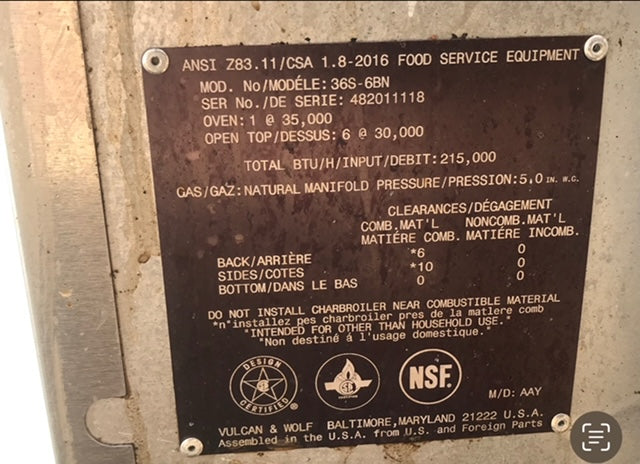 ANSI Z83.11/CSA 1.8-2016 FOOD SERVICE EQUIPMENT
MOD. No/MODÉLE: 36S-6BN
SER No./DE SERIE: 482011118
OVEN: 1 @ 35,000
OPEN TOP/DESSUS: 6 @ 30,000
TOTAL BTU/H/INPUT/DEBIT: 215,000
GAS/GAZ: NATURAL MANIFOLD PRESSURE/PRESSION: 5.0 IN. W.C.
CLEARANCES/DÉGAGEMENT
COMB.MAT'L NONCOMB.MAT'L
MATIÉRE COMB. MATIÉRE INCOMB.
BACK/ARRIÈRE *6 0
SIDES/COTES *10 0
BOTTOM/DANS LE BAS 0 0
DO NOT INSTALL CHARBROILER NEAR COMBUSTIBLE MATERIAL
"n'installez pes charbroiler pres de la matlere comb
"INTENDED FOR OTHER THAN HOUSEHOLD USE."
"Non destiné á l'usage domestique."
DESIGN CERTIFIED
NSF.
M/D: AAY
VULCAN & WOLF BALTIMORE, MARYLAND 21222 U.S.A.
Assembled in the U.S.A. from U.S. and Foreign Parts